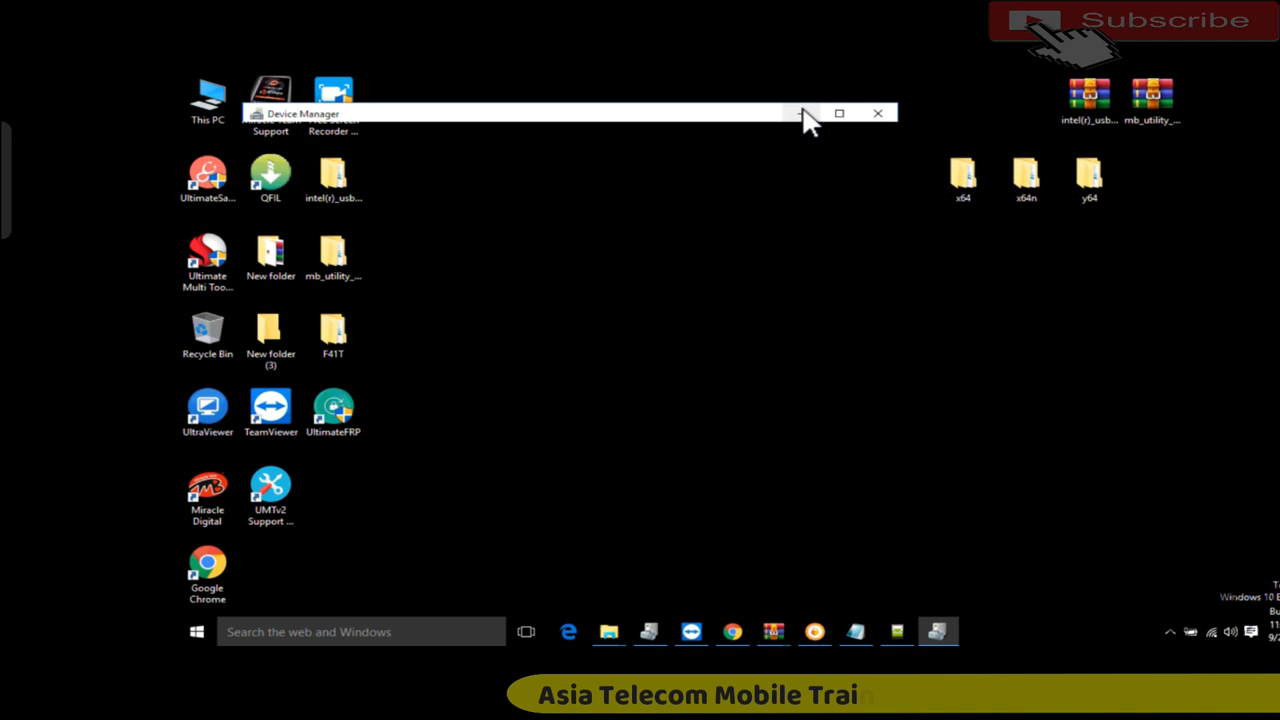 Subscribe
Device Manager
This PC
Support
Recorder ...
intel(r)_usb...
mb_utility_...
UltimateSa...
QFIL
intel(r)_usb...
x64
x64n
y64
Ultimate
Multi Too...
New folder
mb_utility_...
Recycle Bin
New folder
(3)
F41T
UltraViewer
TeamViewer
UltimateFRP
Miracle
Digital
UMTv2
Support ...
Google
Chrome
Windows 10
Search the web and Windows
Asia Telecom Mobile Train